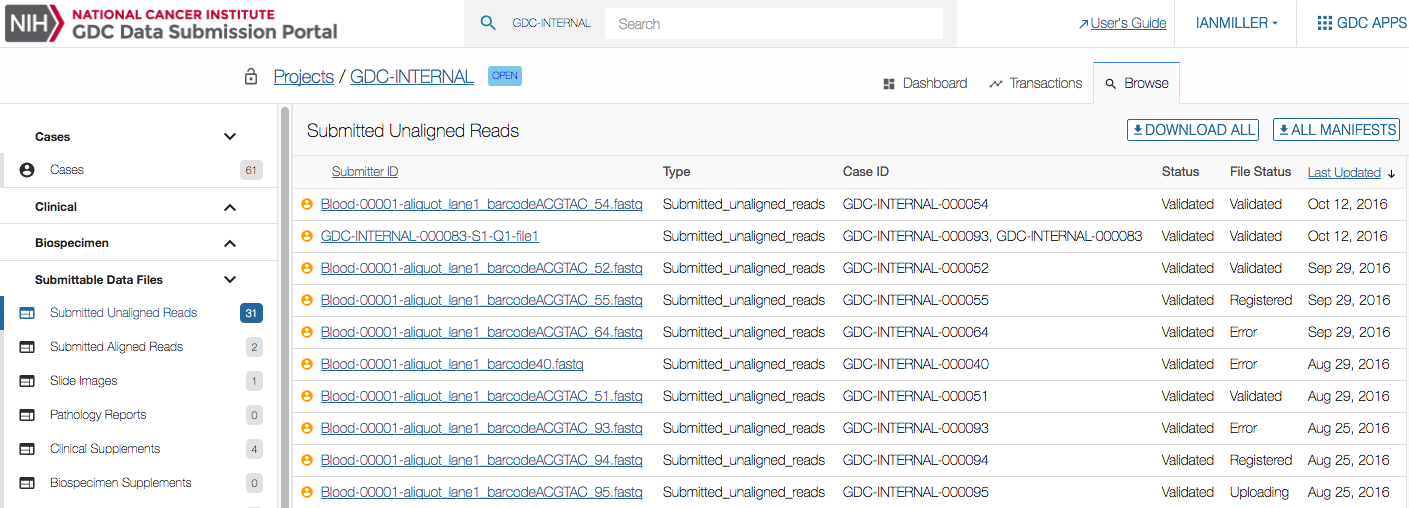 NIH NATIONAL CANCER INSTITUTE
GDC Data Submission Portal
GDC-INTERNAL Search
User's Guide
IANMILLER
GDC APPS
Projects / GDC-INTERNAL OPEN
Dashboard Transactions Browse
Cases
Cases 61
Clinical
Biospecimen
Submittable Data Files
Submitted Unaligned Reads 31
Submitted Aligned Reads 2
Slide Images 1
Pathology Reports 0
Clinical Supplements 4
Biospecimen Supplements 0
Submitted Unaligned Reads
DOWNLOAD ALL ALL MANIFESTS
Submitter ID Type Case ID Status File Status Last Updated
Blood-00001-aliquot_lane1_barcodeACGTAC_54.fastq Submitted_unaligned_reads GDC-INTERNAL-000054 Validated Validated Oct 12, 2016
GDC-INTERNAL-000083-S1-Q1-file1 Submitted_unaligned_reads GDC-INTERNAL-000093, GDC-INTERNAL-000083 Validated Validated Oct 12, 2016
Blood-00001-aliquot_lane1_barcodeACGTAC_52.fastq Submitted_unaligned_reads GDC-INTERNAL-000052 Validated Validated Sep 29, 2016
Blood-00001-aliquot_lane1_barcodeACGTAC_55.fastq Submitted_unaligned_reads GDC-INTERNAL-000055 Validated Registered Sep 29, 2016
Blood-00001-aliquot_lane1_barcodeACGTAC_64.fastq Submitted_unaligned_reads GDC-INTERNAL-000064 Validated Error Sep 29, 2016
Blood-00001-aliquot_lane1_barcode40.fastq Submitted_unaligned_reads GDC-INTERNAL-000040 Validated Error Aug 29, 2016
Blood-00001-aliquot_lane1_barcodeACGTAC_51.fastq Submitted_unaligned_reads GDC-INTERNAL-000051 Validated Validated Aug 29, 2016
Blood-00001-aliquot_lane1_barcodeACGTAC_93.fastq Submitted_unaligned_reads GDC-INTERNAL-000093 Validated Error Aug 25, 2016
Blood-00001-aliquot_lane1_barcodeACGTAC_94.fastq Submitted_unaligned_reads GDC-INTERNAL-000094 Validated Registered Aug 25, 2016
Blood-00001-aliquot_lane1_barcodeACGTAC_95.fastq Submitted_unaligned_reads GDC-INTERNAL-000095 Validated Uploading Aug 25, 2016